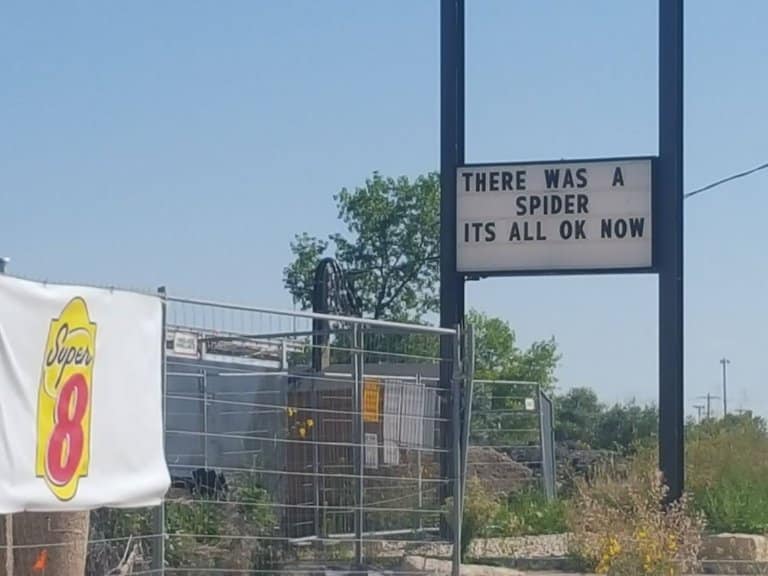 THERE WAS A
SPIDER
ITS ALL OK NOW
Super
8